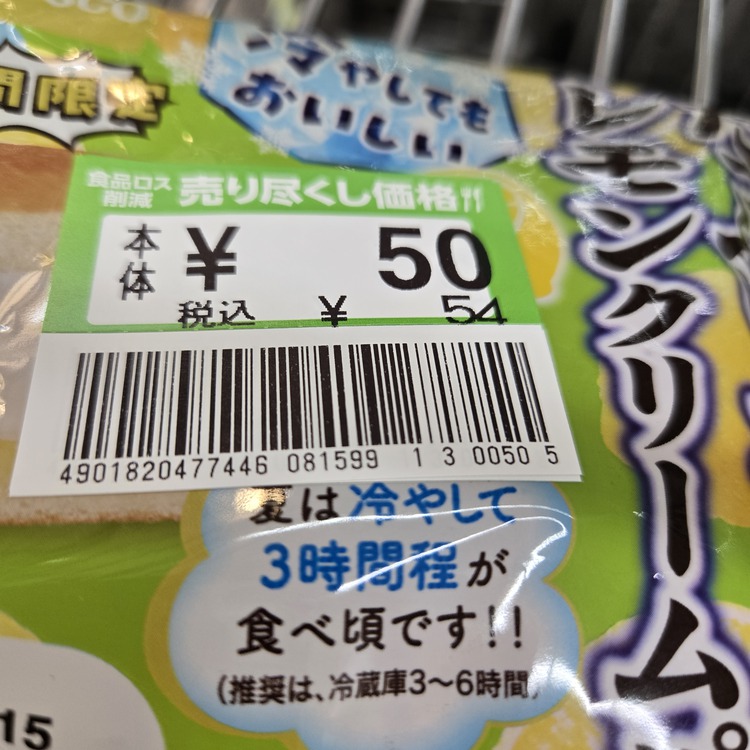 間限定
冷やしても
おいしい
レモンクリーム
食品ロス
削減
売り尽くし価格!!
本体 ¥ 50
税込 ¥ 54
4901820477446 081599 1 3 0050 5
夏は冷やして
3時間程が
食べ頃です!!
(推奨は、冷蔵庫3〜6時間)
15